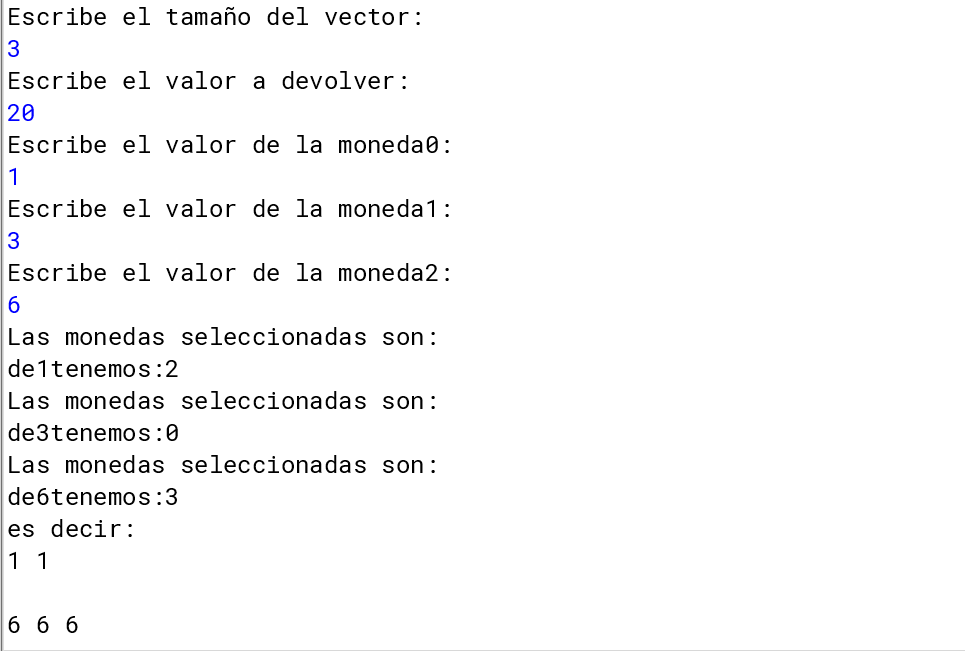 Escribe el tamaño del vector:
3
Escribe el valor a devolver:
20
Escribe el valor de la moneda0:
1
Escribe el valor de la moneda1:
3
Escribe el valor de la moneda2:
6
Las monedas seleccionadas son:
de1tenemos:2
Las monedas seleccionadas son:
de3tenemos:0
Las monedas seleccionadas son:
de6tenemos:3
es decir:
1 1
6 6 6